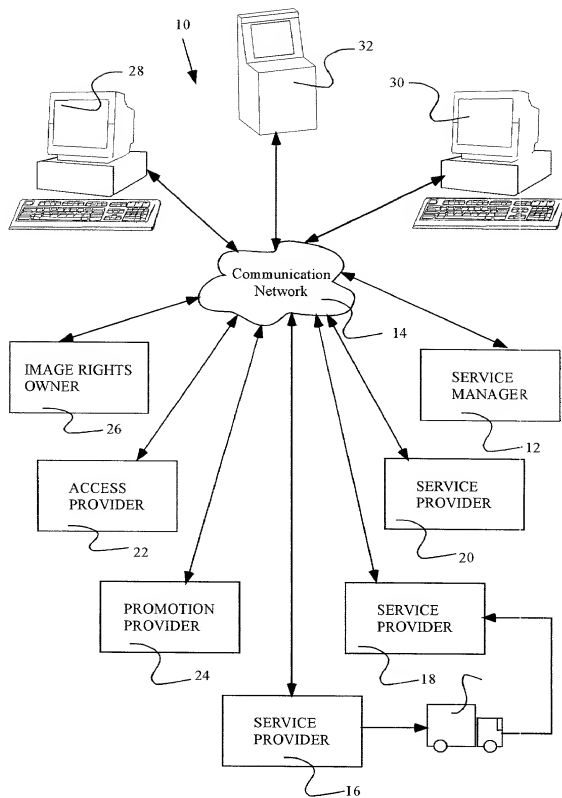 10
28
32
30
Communication
Network
14
IMAGE RIGHTS
OWNER
26
SERVICE
MANAGER
12
ACCESS
PROVIDER
22
SERVICE
PROVIDER
20
PROMOTION
PROVIDER
24
SERVICE
PROVIDER
18
SERVICE
PROVIDER
16